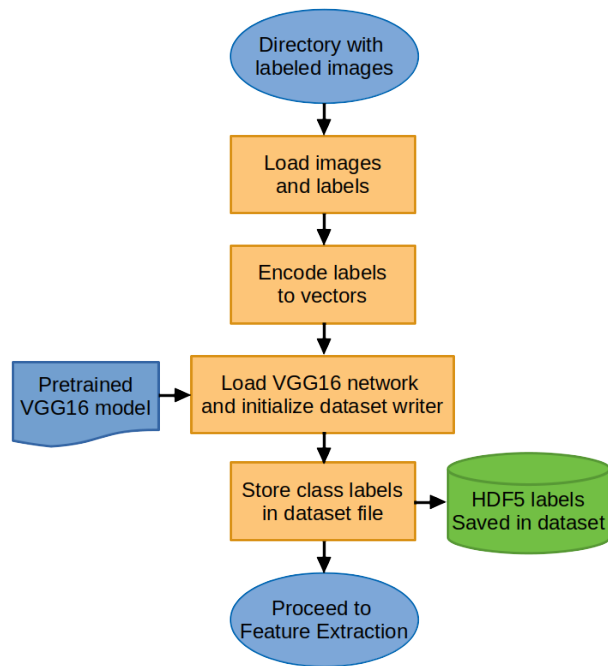 Directory with
labeled images
Load images
and labels
Encode labels
to vectors
Pretrained
VGG16 model
Load VGG16 network
and initialize dataset writer
Store class labels
in dataset file
HDF5 labels
Saved in dataset
Proceed to
Feature Extraction